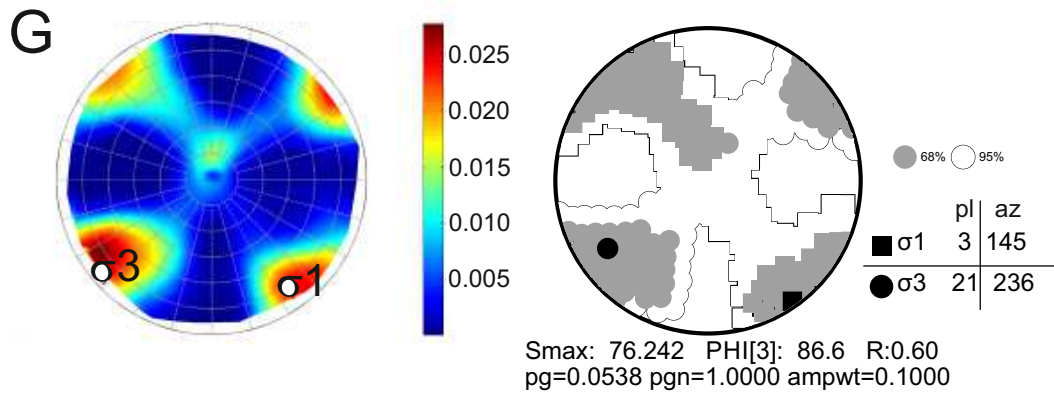 G
σ3
σ1
0.025
0.020
0.015
0.010
0.005
68% 95%
pl az
σ1 3 145
σ3 21 236
Smax: 76.242 PHI[3]: 86.6 R:0.60
pg=0.0538 pgn=1.0000 ampwt=0.1000